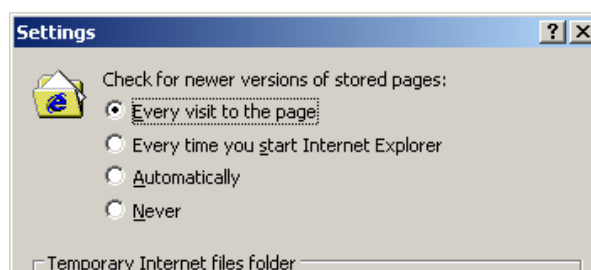 Settings
Check for newer versions of stored pages:
Every visit to the page
Every time you start Internet Explorer
Automatically
Never
Temporary Internet files folder